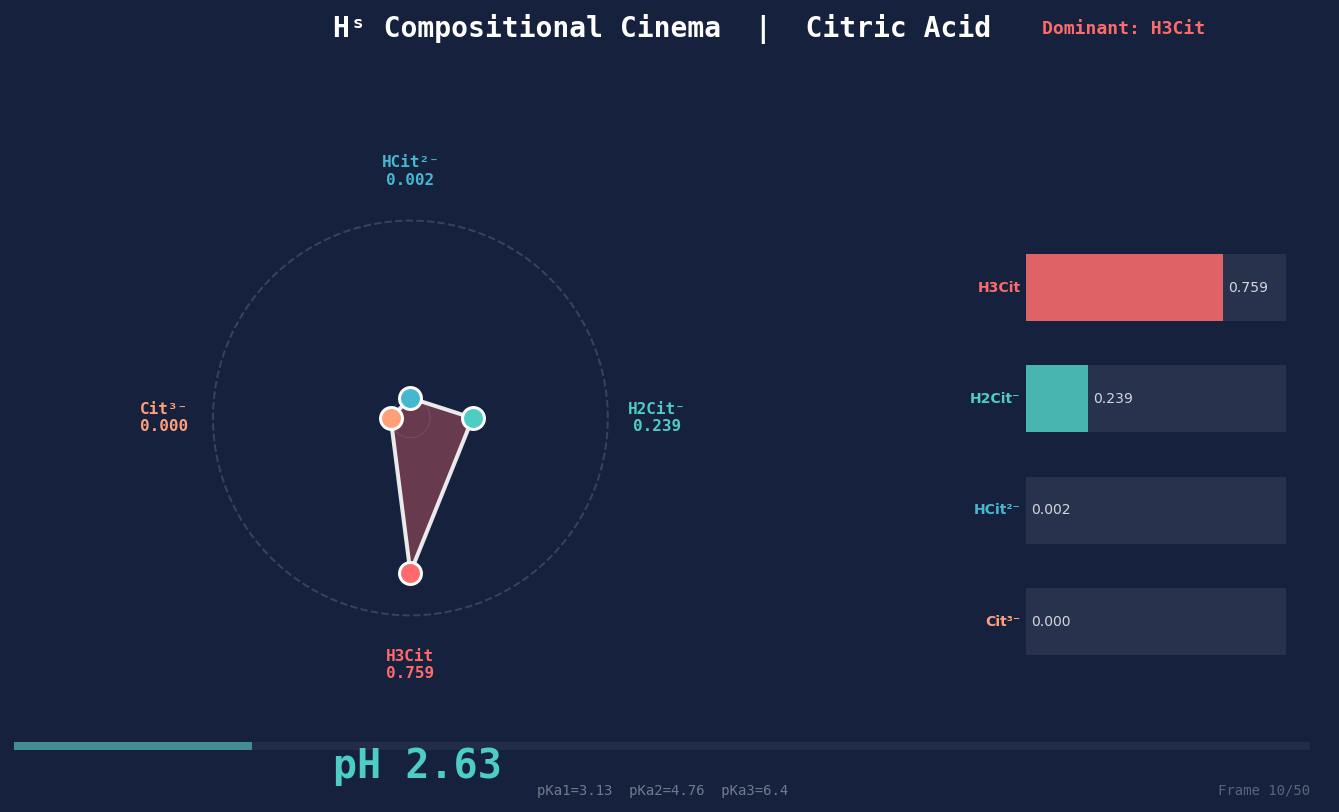 Hˢ Compositional Cinema | Citric Acid
Dominant: H3Cit
HCit²⁻
0.002
Cit³⁻
0.000
H2Cit⁻
0.239
H3Cit
0.759
H3Cit 0.759
H2Cit⁻ 0.239
HCit²⁻ 0.002
Cit³⁻ 0.000
pH 2.63
pKa1=3.13 pKa2=4.76 pKa3=6.4
Frame 10/50